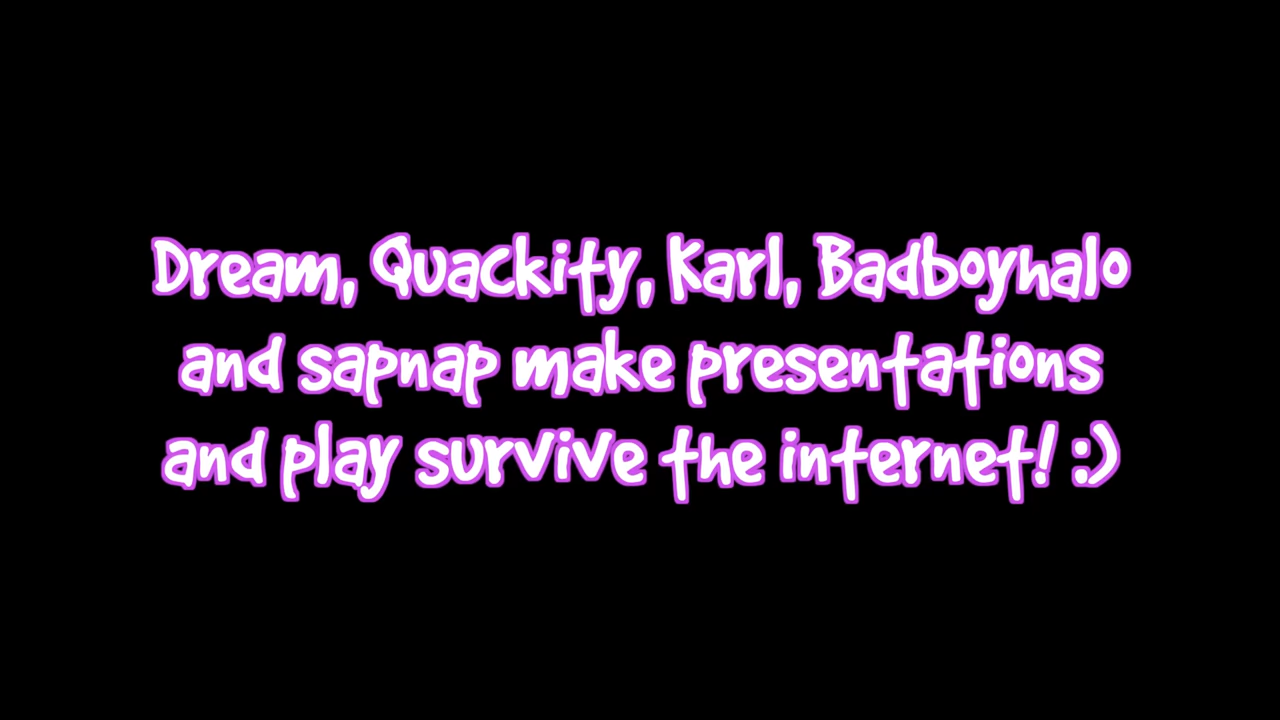 Dream, Quackity, Karl, Badboyhalo
and sapnap make presentations
and play survive the internet! :)